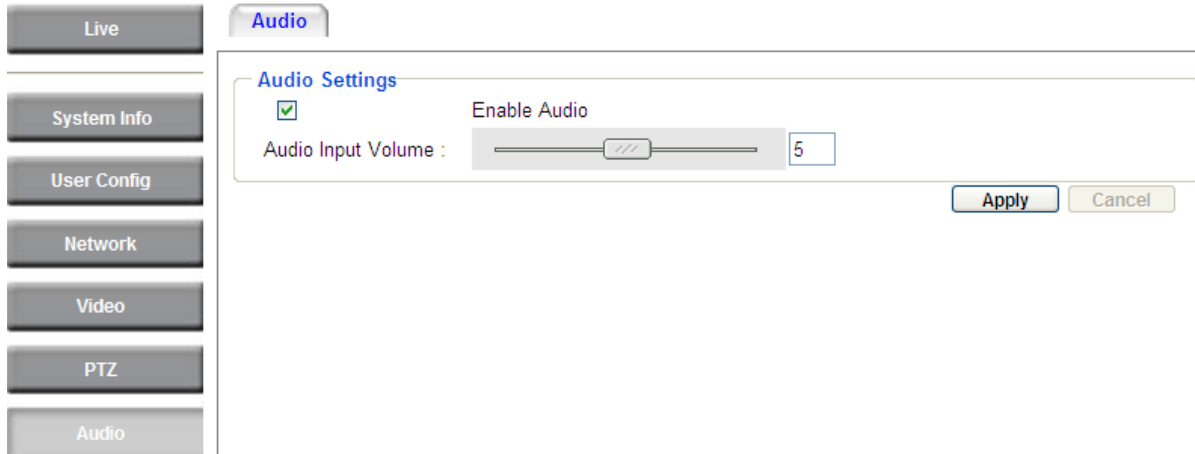 Live
System Info
User Config
Network
Video
PTZ
Audio
Audio
Audio Settings
Enable Audio
Audio Input Volume :
5
Apply Cancel